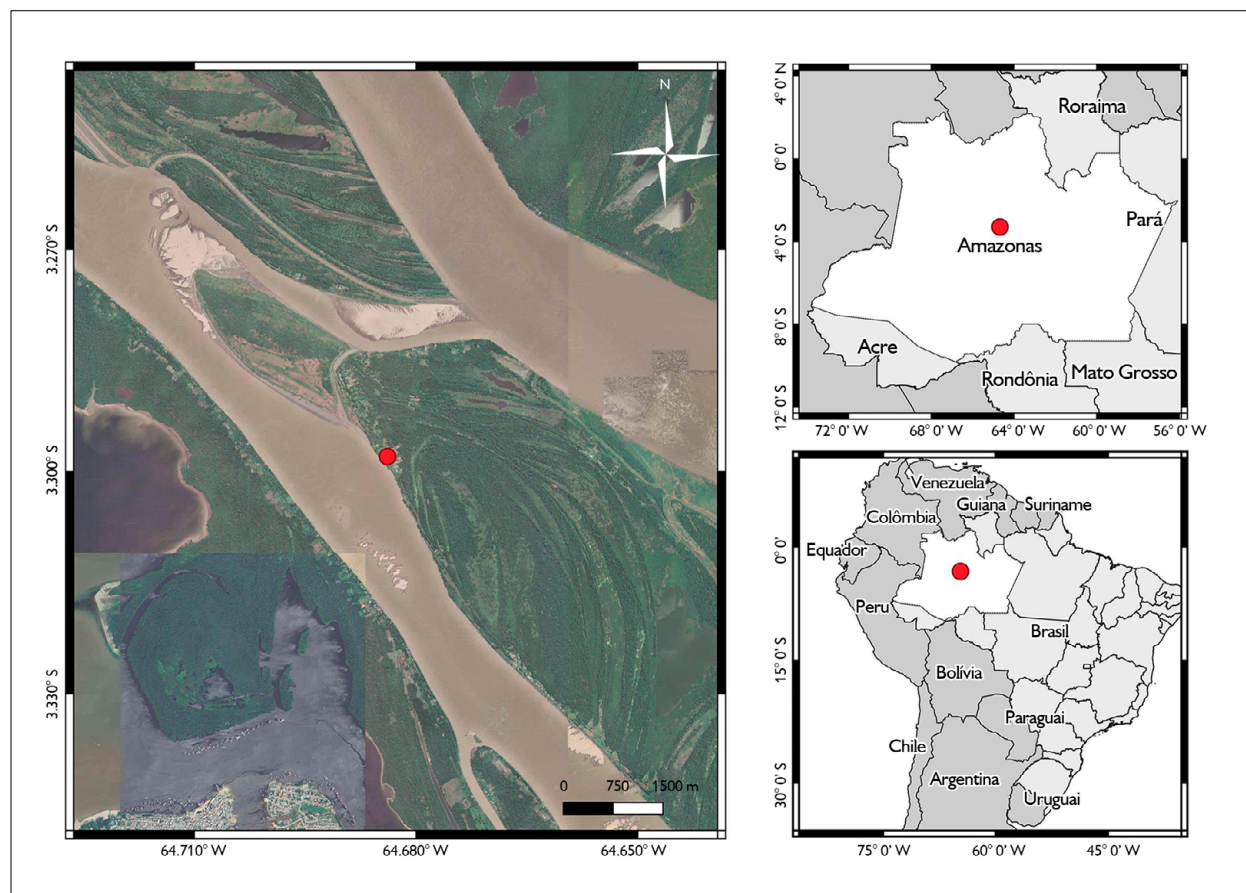 N
3.270° S
3.300° S
3.330° S
0 750 1500 m
64.710° W
64.680° W
64.650° W
4° 0' N
0° 0'
4° 0' S
8° 0' S
12° 0' S
Roraima
Pará
Amazonas
Acre
Rondônia
Mato Grosso
72° 0' W
68° 0' W
64° 0' W
60° 0' W
56° 0' W
0° 0'
15° 0' S
30° 0' S
Venezuela
Guiana
Suriname
Colômbia
Equador
Peru
Brasil
Bolívia
Paraguai
Chile
Argentina
Uruguai
75° 0' W
60° 0' W
45° 0' W